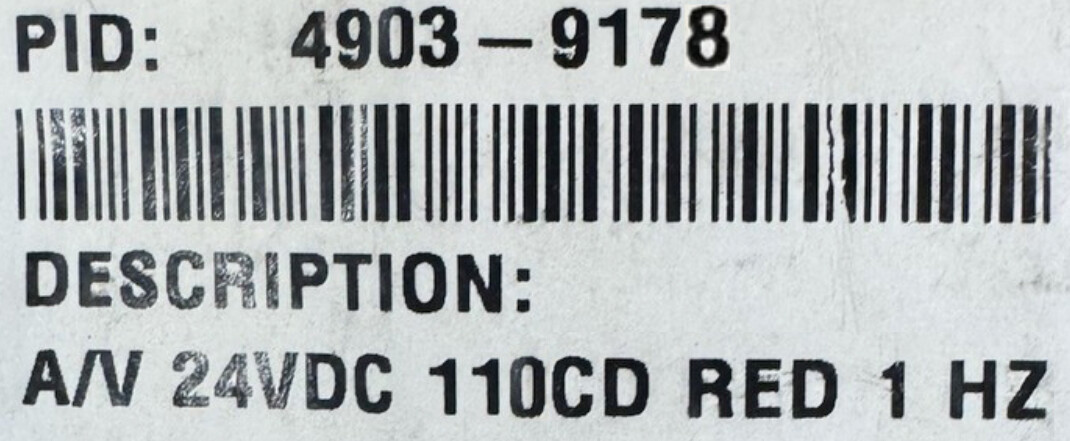 PID: 4903-9178
DESCRIPTION:
A/V 24VDC 110CD RED 1 HZ